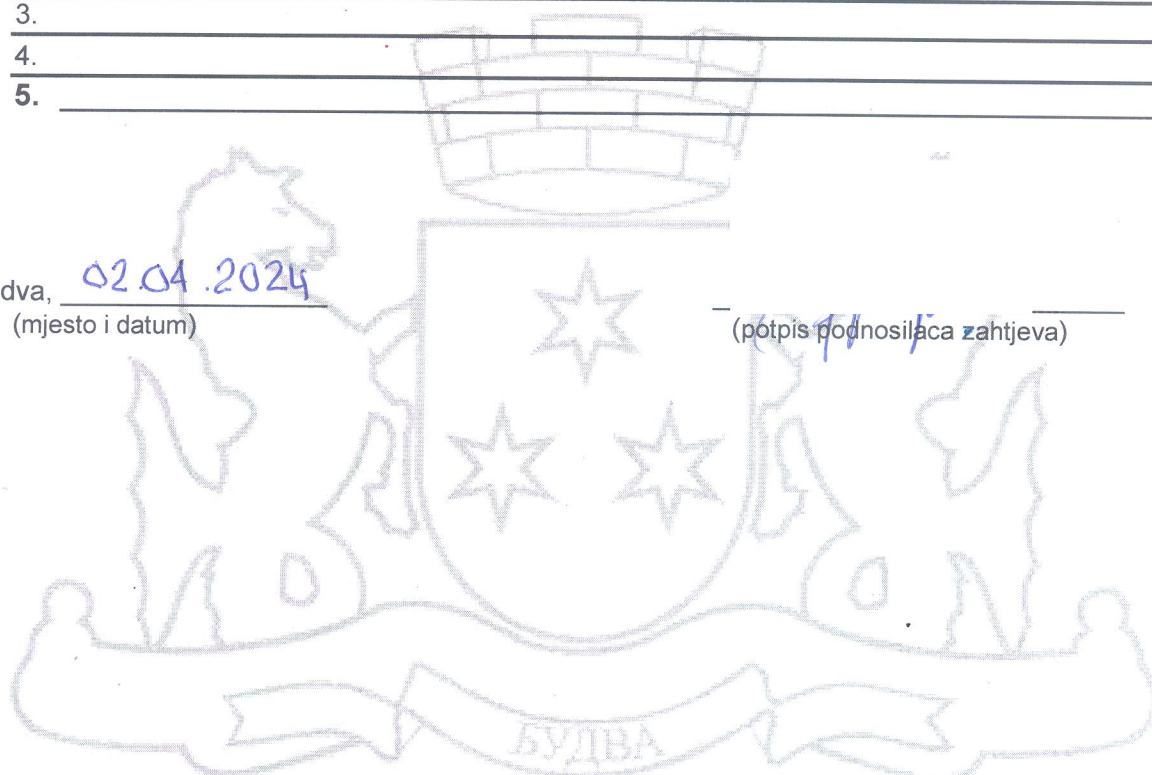 3.
4.
5.
dva, 02.04.2024
(mjesto i datum)
(potpis podnosilaca zahtjeva)
БУДВА